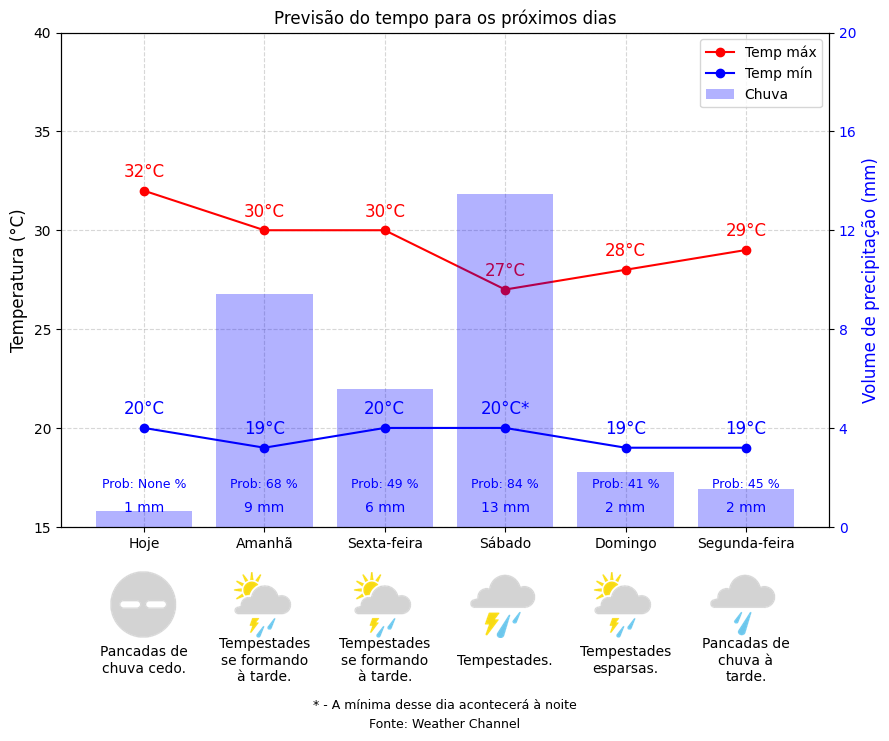 Previsão do tempo para os próximos dias
40
35
30
25
20
15
Temperatura (°C)
20
16
12
8
4
0
Volume de precipitação (mm)
Temp máx
Temp mín
Chuva
32°C
30°C
30°C
27°C
28°C
29°C
20°C
19°C
20°C
20°C*
19°C
19°C
Prob: None %
Prob: 68 %
Prob: 49 %
Prob: 84 %
Prob: 41 %
Prob: 45 %
1 mm
9 mm
6 mm
13 mm
2 mm
2 mm
Hoje
Amanhã
Sexta-feira
Sábado
Domingo
Segunda-feira
Pancadas de
chuva cedo.
Tempestades
se formando
à tarde.
Tempestades
se formando
à tarde.
Tempestades.
Tempestades
esparsas.
Pancadas de
chuva à
tarde.
* - A mínima desse dia acontecerá à noite
Fonte: Weather Channel